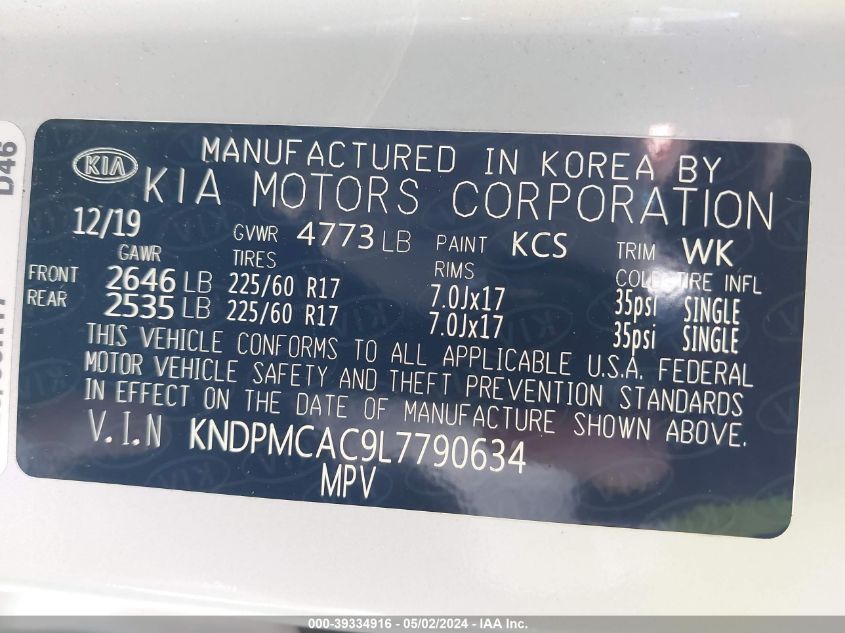 D46
KIA
MANUFACTURED IN KOREA BY
KIA MOTORS CORPORATION
12/19 GVWR 4773 LB PAINT KCS TRIM WK
GAWR TIRES RIMS COLD TIRE INFL
FRONT 2646 LB 225/60 R17 7.0Jx17 35psi SINGLE
REAR 2535 LB 225/60 R17 7.0Jx17 35psi SINGLE
THIS VEHICLE CONFORMS TO ALL APPLICABLE U.S.A. FEDERAL
MOTOR VEHICLE SAFETY AND THEFT PREVENTION STANDARDS
IN EFFECT ON THE DATE OF MANUFACTURE SHOWN ABOVE.
V.I.N KNDPMCAC9L7790634
MPV
000-39334916 - 05/02/2024 - IAA Inc.